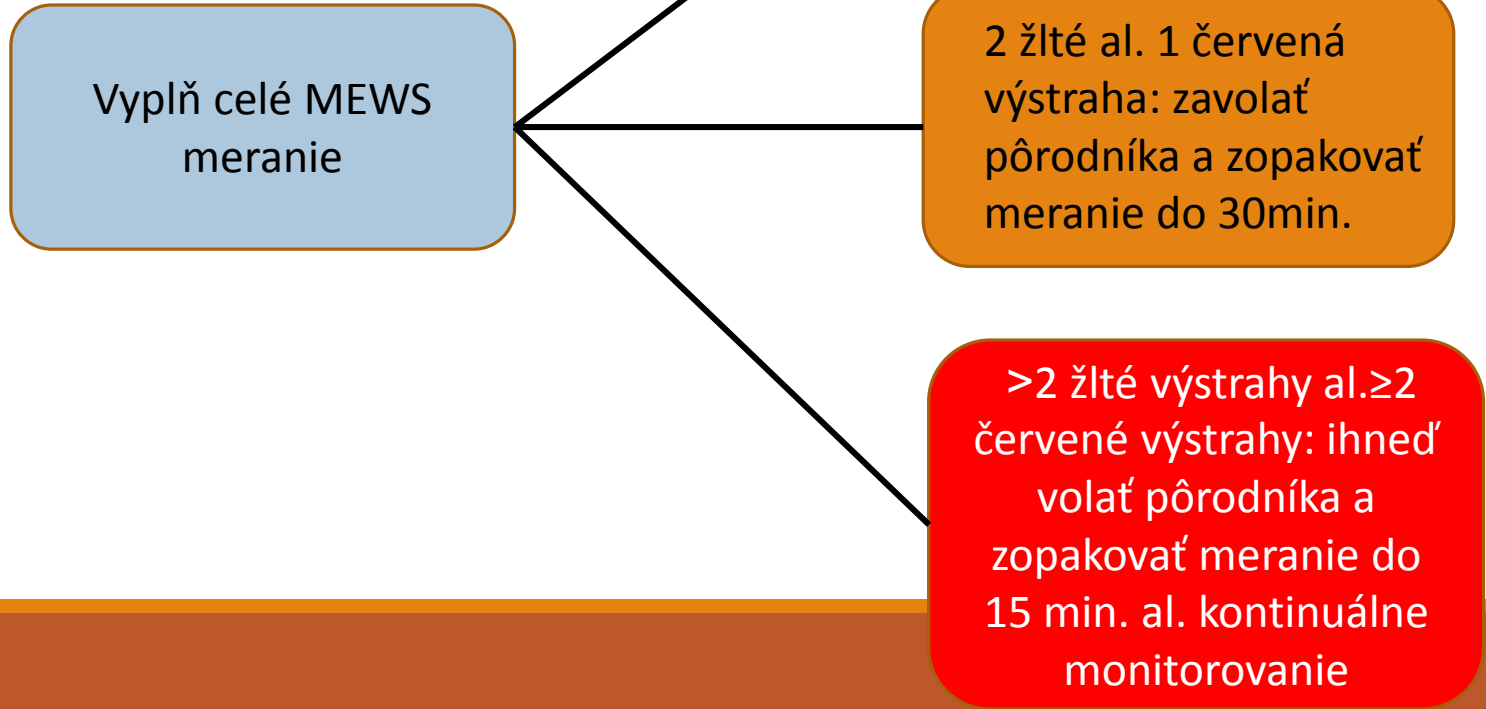 Vyplň celé MEWS
meranie
2 žlté al. 1 červená
výstraha: zavolať
pôrodníka a zopakovať
meranie do 30min.
>2 žlté výstrahy al.≥2
červené výstrahy: ihneď
volať pôrodníka a
zopakovať meranie do
15 min. al. kontinuálne
monitorovanie